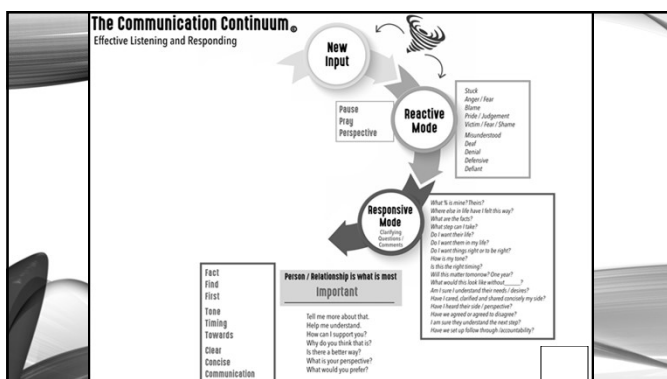 The Communication Continuum®
Effective Listening and Responding
New
Input
Pause
Pray
Perspective
Reactive
Mode
Stuck
Anger / Fear
Blame
Pride / Judgement
Victim / Fear / Shame
Misunderstood
Deaf
Denial
Defensive
Defiant
Responsive
Mode
Clarifying
Questions /
Comments
What % is mine? Theirs?
Where else in life have I felt this way?
What are the facts?
What step can I take?
Do I want their life?
Do I want them in my life?
Do I want things right or to be right?
How is my tone?
Is this the right timing?
Will this matter tomorrow? One year?
What would this look like without_____?
Am sure I understand their needs / desires?
Have I cared, clarified and shared concisely my side?
Have I heard their side / perspective?
Have we agreed or agreed to disagree?
I am sure they understand the next step?
Have we set up follow through /accountability?
Fact
Find
First
Tone
Timing
Towards
Clear
Concise
Communication
Person / Relationship is what is most
Important
Tell me more about that.
Help me understand.
How can I support you?
Why do you think that is?
Is there a better way?
What is your perspective?
What would you prefer?